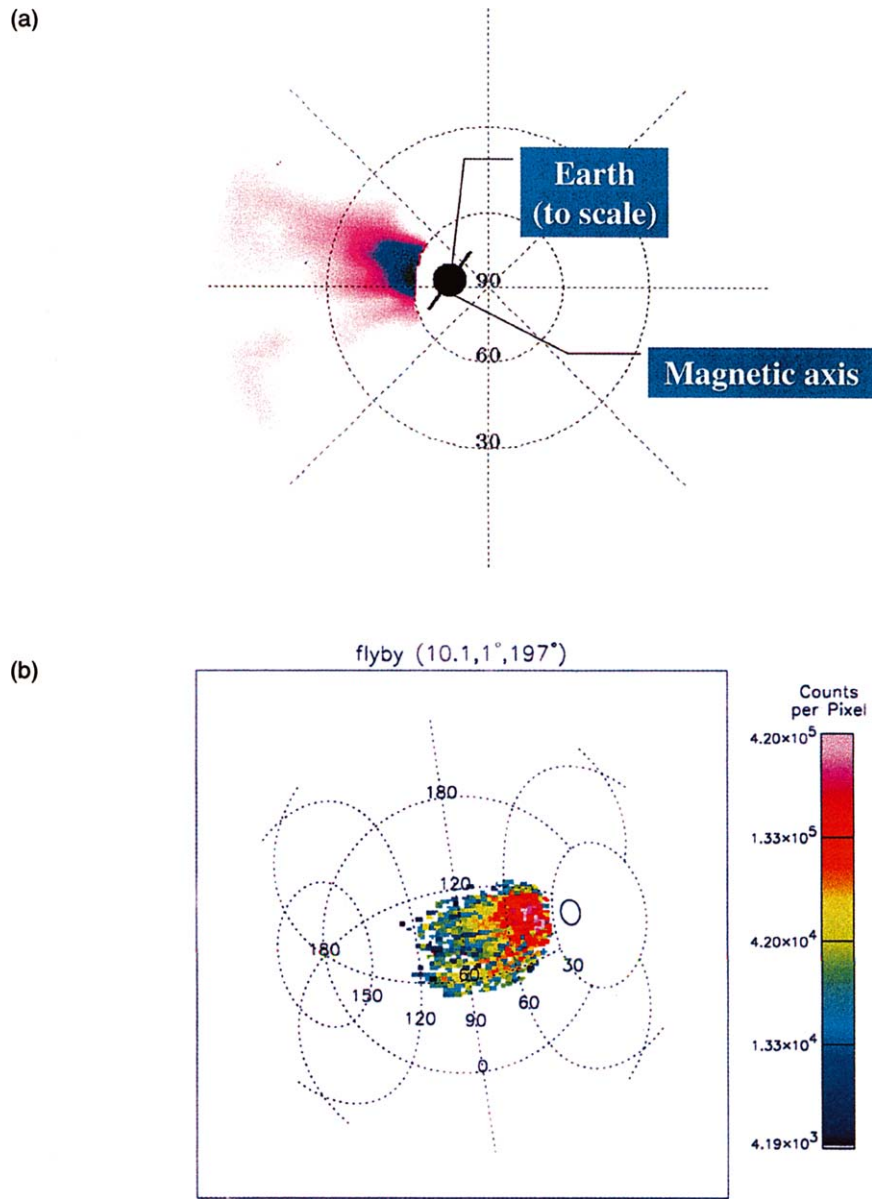 (a)
Earth
(to scale)
90
60
Magnetic axis
30
(b)
flyby (10.1,1°,197°)
Counts
per Pixel
4.20×10⁵
180
1.33×10⁵
120
4.20×10⁴
180
60
30
150
60
120
90
1.33×10⁴
0
4.19×10³